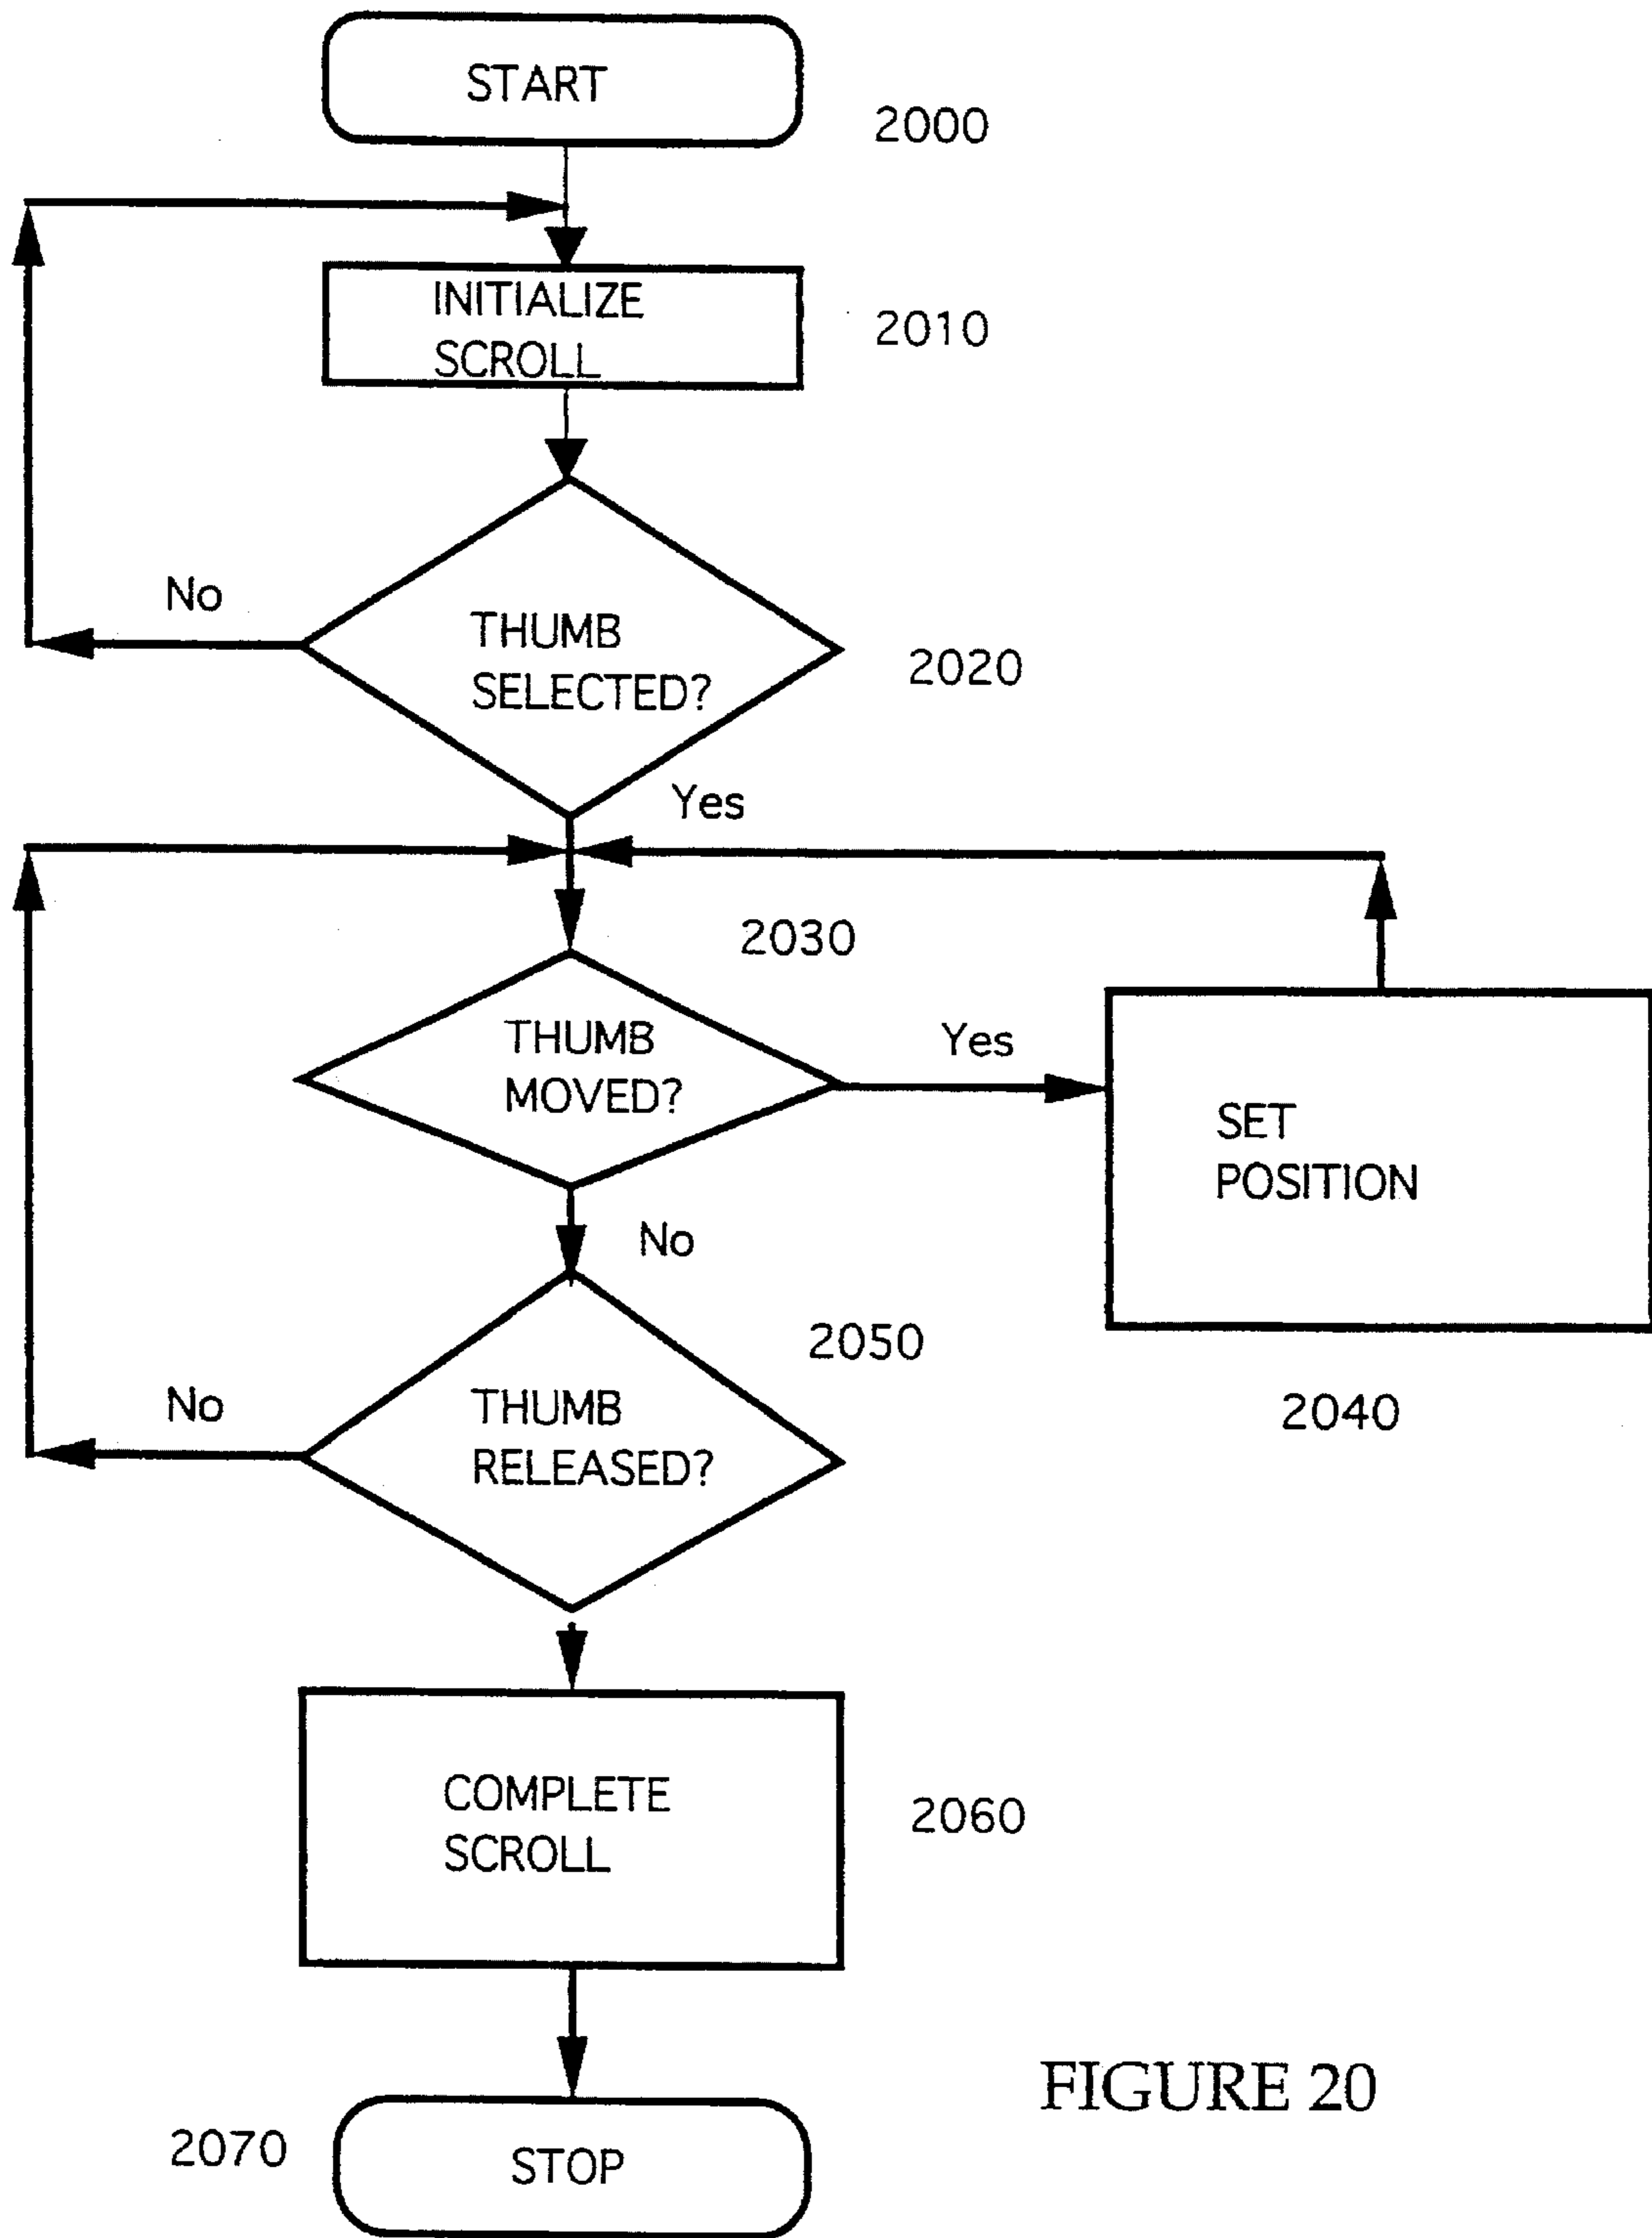 START
2000
INITIALIZE
SCROLL
2010
No
THUMB
SELECTED?
2020
Yes
2030
THUMB
MOVED?
Yes
SET
POSITION
2040
No
2050
No
THUMB
RELEASED?
COMPLETE
SCROLL
2060
FIGURE 20
2070
STOP